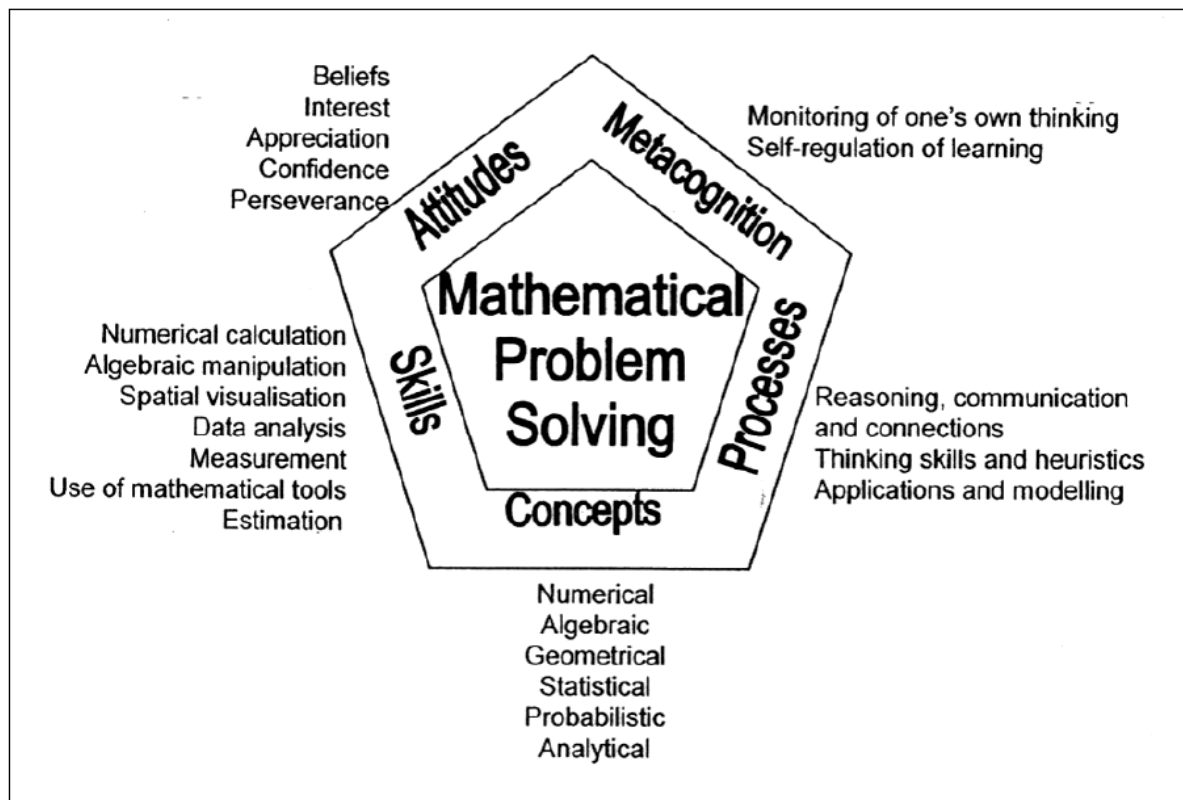 Beliefs
Interest
Appreciation
Confidence
Perseverance
Attitudes
Metacognition
Monitoring of one's own thinking
Self-regulation of learning
Mathematical
Problem
Solving
Numerical calculation
Algebraic manipulation
Spatial visualisation
Data analysis
Measurement
Use of mathematical tools
Estimation
Skills
Processes
Reasoning, communication
and connections
Thinking skills and heuristics
Applications and modelling
Concepts
Numerical
Algebraic
Geometrical
Statistical
Probabilistic
Analytical